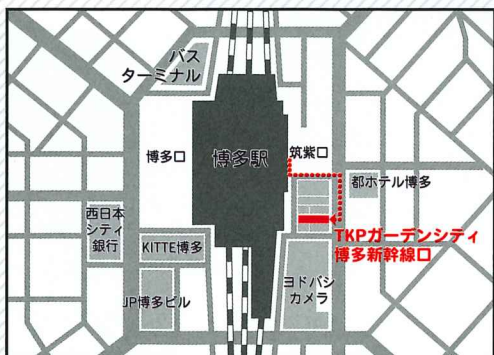 バス
ターミナル
博多口
博多駅
筑紫口
都ホテル博多
西日本
シティ
銀行
KITTE博多
TKPガーデンシティ
博多新幹線口
ヨドバシ
カメラ
JP博多ビル